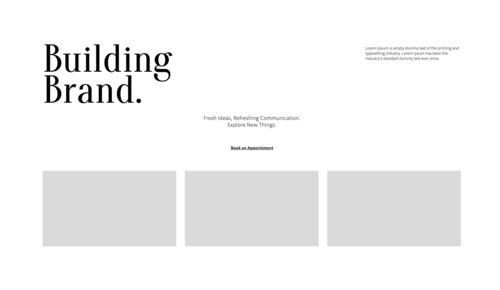 Building
Brand.
Lorem Ipsum is simply dummy text of the printing and
typesetting industry. Lorem Ipsum has been the
industry's standard dummy text ever since
Fresh Ideas, Refreshing Communication.
Explore New Things.
Book an Appointment